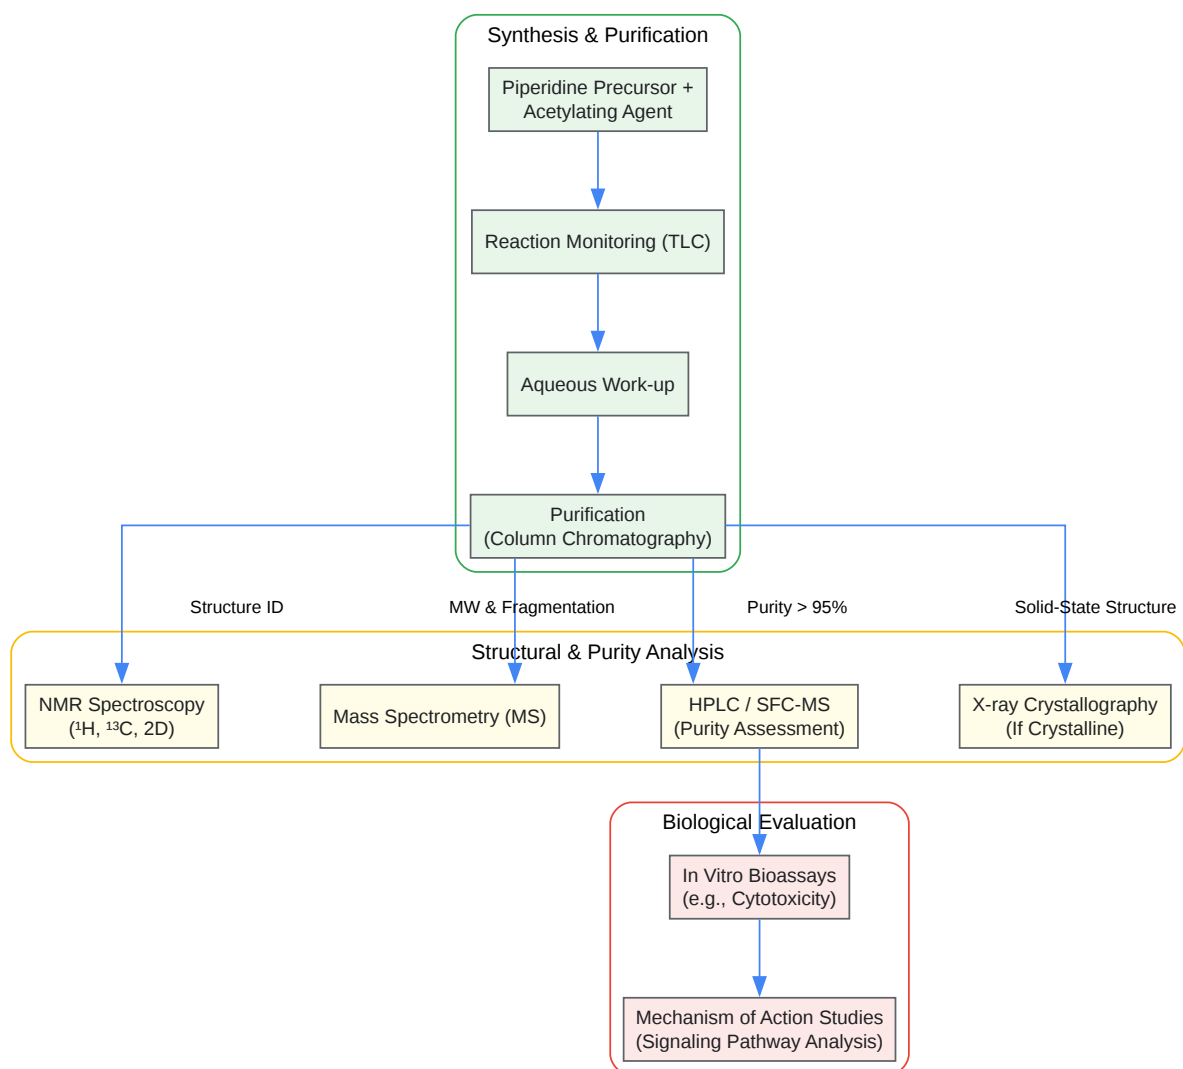 Synthesis & Purification
Piperidine Precursor +
Acetylating Agent
Reaction Monitoring (TLC)
Aqueous Work-up
Purification
(Column Chromatography)
Structure ID
MW & Fragmentation
Purity > 95%
Solid-State Structure
Structural & Purity Analysis
NMR Spectroscopy
(¹H, ¹³C, 2D)
Mass Spectrometry (MS)
HPLC / SFC-MS
(Purity Assessment)
X-ray Crystallography
(If Crystalline)
Biological Evaluation
In Vitro Bioassays
(e.g., Cytotoxicity)
Mechanism of Action Studies
(Signaling Pathway Analysis)